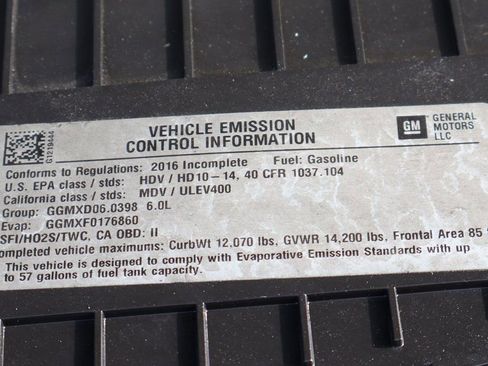 VEHICLE EMISSION
CONTROL INFORMATION
GM
GENERAL
MOTORS
LLC
Conforms to Regulations: 2016 Incomplete Fuel: Gasoline
U.S. EPA class / stds: HDV / HD10-14, 40 CFR 1037.104
California class / stds: MDV / ULEV400
Group: GGMXD06.0398 6.0L
Evap: GGMXF0176860
SFI/HO2S/TWC, CA OBD: II
ompleted vehicle maximums: CurbWt 12,070 lbs, GVWR 14,200 lbs, Frontal Area 85
This vehicle is designed to comply with Evaporative Emission Standards with up
to 57 gallons of fuel tank capacity.